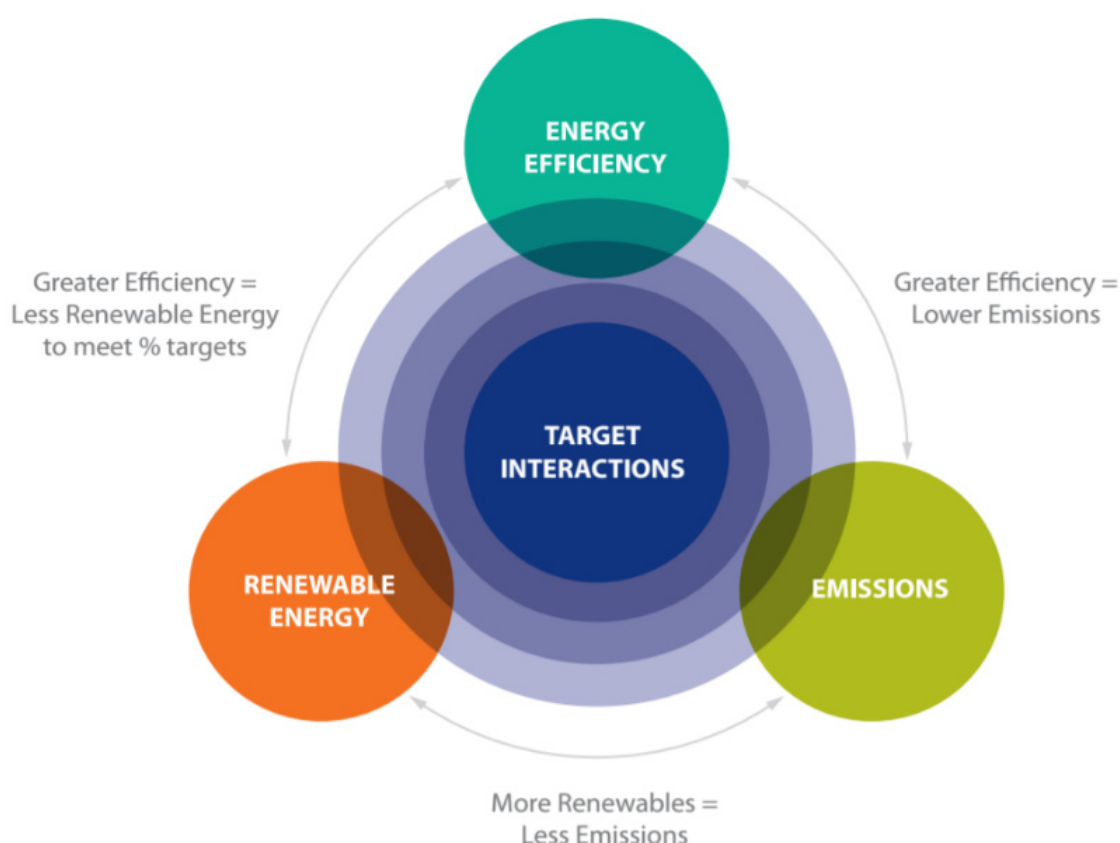 ENERGY
EFFICIENCY
Greater Efficiency =
Less Renewable Energy
to meet % targets
Greater Efficiency =
Lower Emissions
TARGET
INTERACTIONS
RENEWABLE
ENERGY
EMISSIONS
More Renewables =
Less Emissions